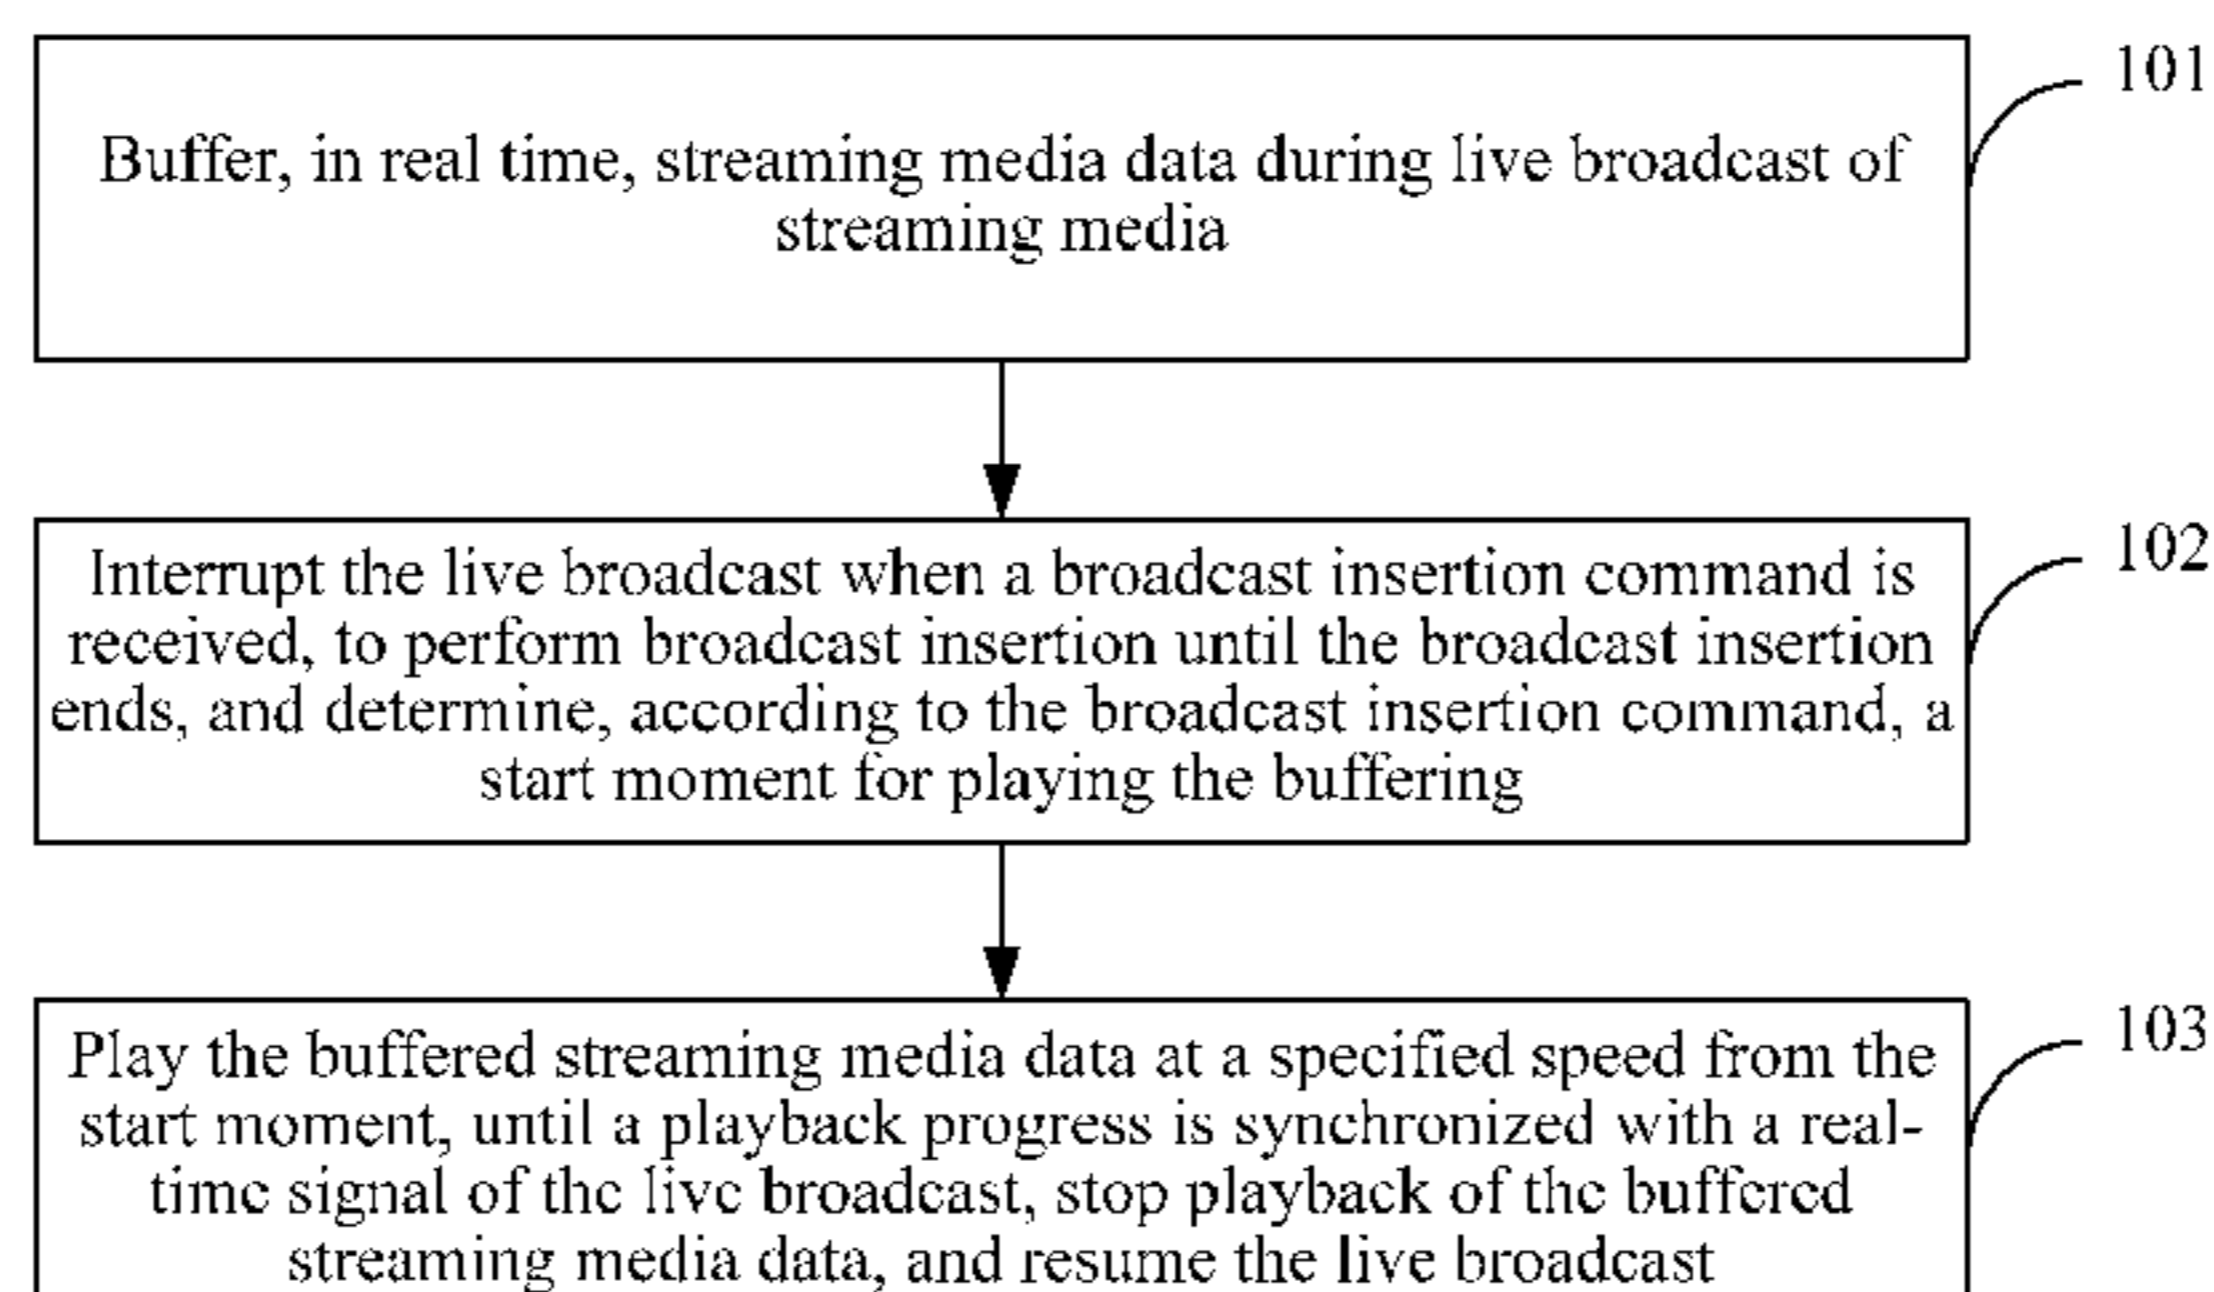 101
Buffer, in real time, streaming media data during live broadcast of
streaming media
102
Interrupt the live broadcast when a broadcast insertion command is
received, to perform broadcast insertion until the broadcast insertion
ends, and determine, according to the broadcast insertion command, a
start moment for playing the buffering
103
Play the buffered streaming media data at a specified speed from the
start moment, until a playback progress is synchronized with a real-
time signal of the live broadcast, stop playback of the buffered
streaming media data, and resume the live broadcast